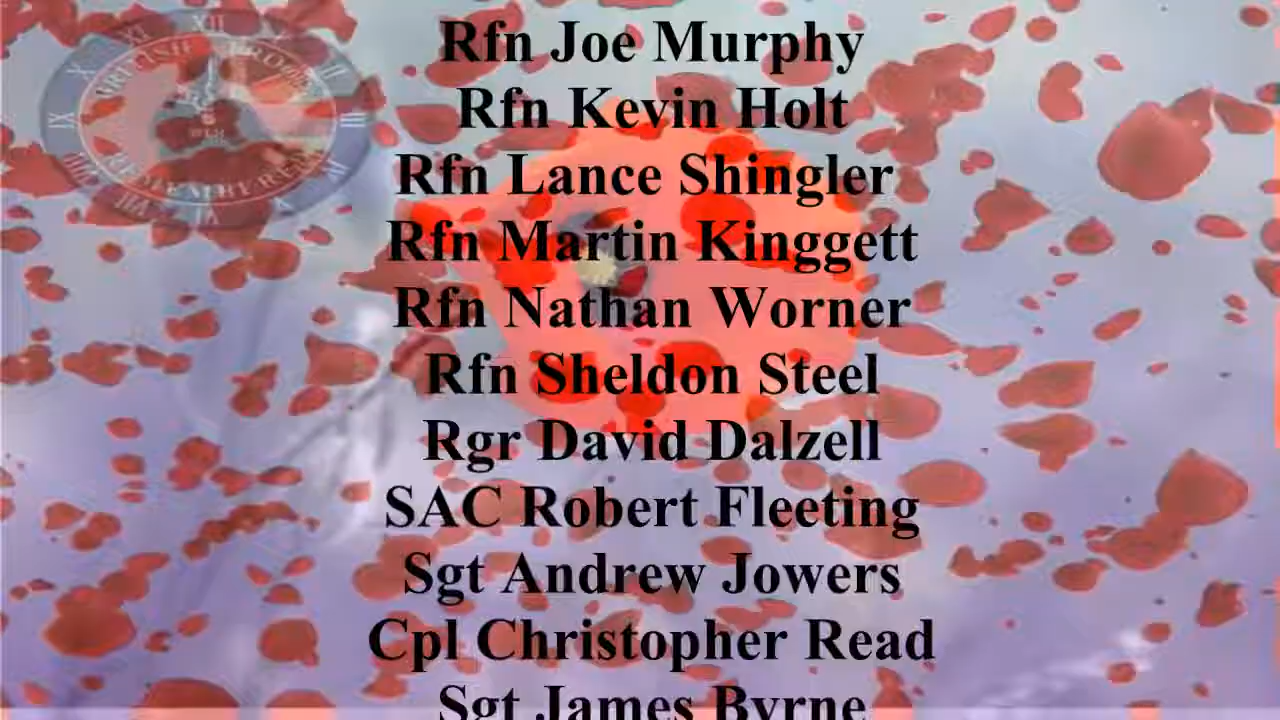 Rfn Joe Murphy
Rfn Kevin Holt
Rfn Lance Shingler
Rfn Martin Kinggett
Rfn Nathan Worner
Rfn Sheldon Steel
Rgr David Dalzell
SAC Robert Fleeting
Sgt Andrew Jowers
Cpl Christopher Read
Sgt James Byrne